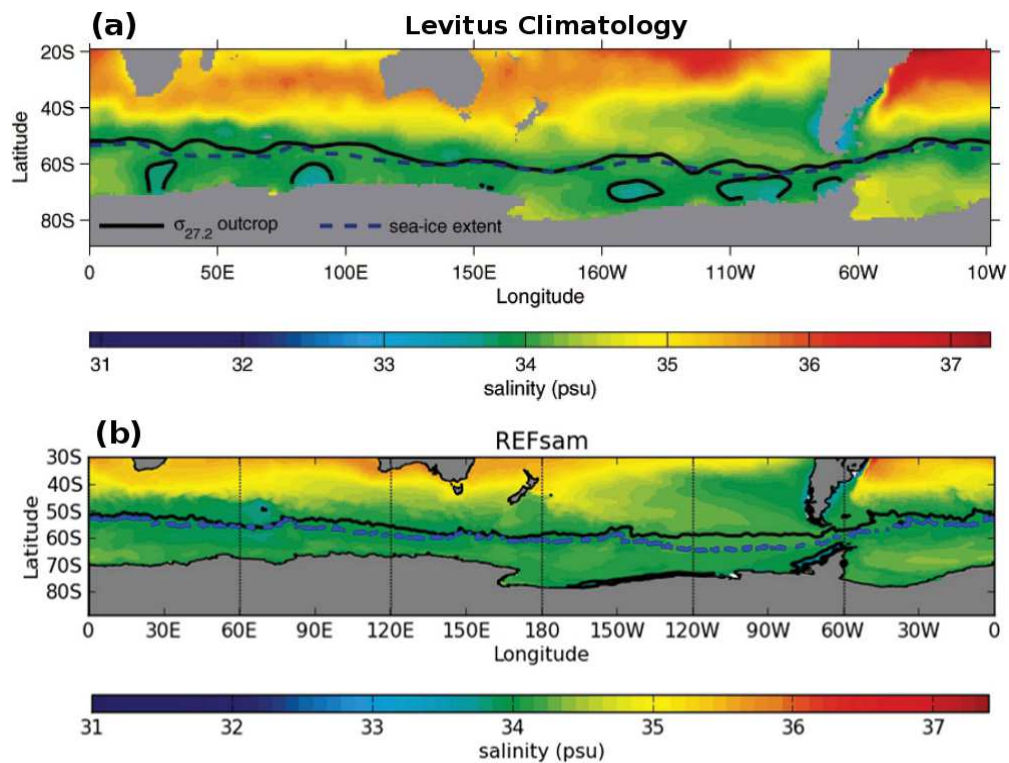 (a) Levitus Climatology
20S
40S
60S
80S
Latitude
σ27.2 outcrop
sea-ice extent
0 50E 100E 150E 160W 110W 60W 10W
Longitude
31 32 33 34 35 36 37
salinity (psu)
(b) REFsam
30S
40S
50S
60S
70S
80S
Latitude
0 30E 60E 90E 120E 150E 180 150W 120W 90W 60W 30W 0
Longitude
31 32 33 34 35 36 37
salinity (psu)